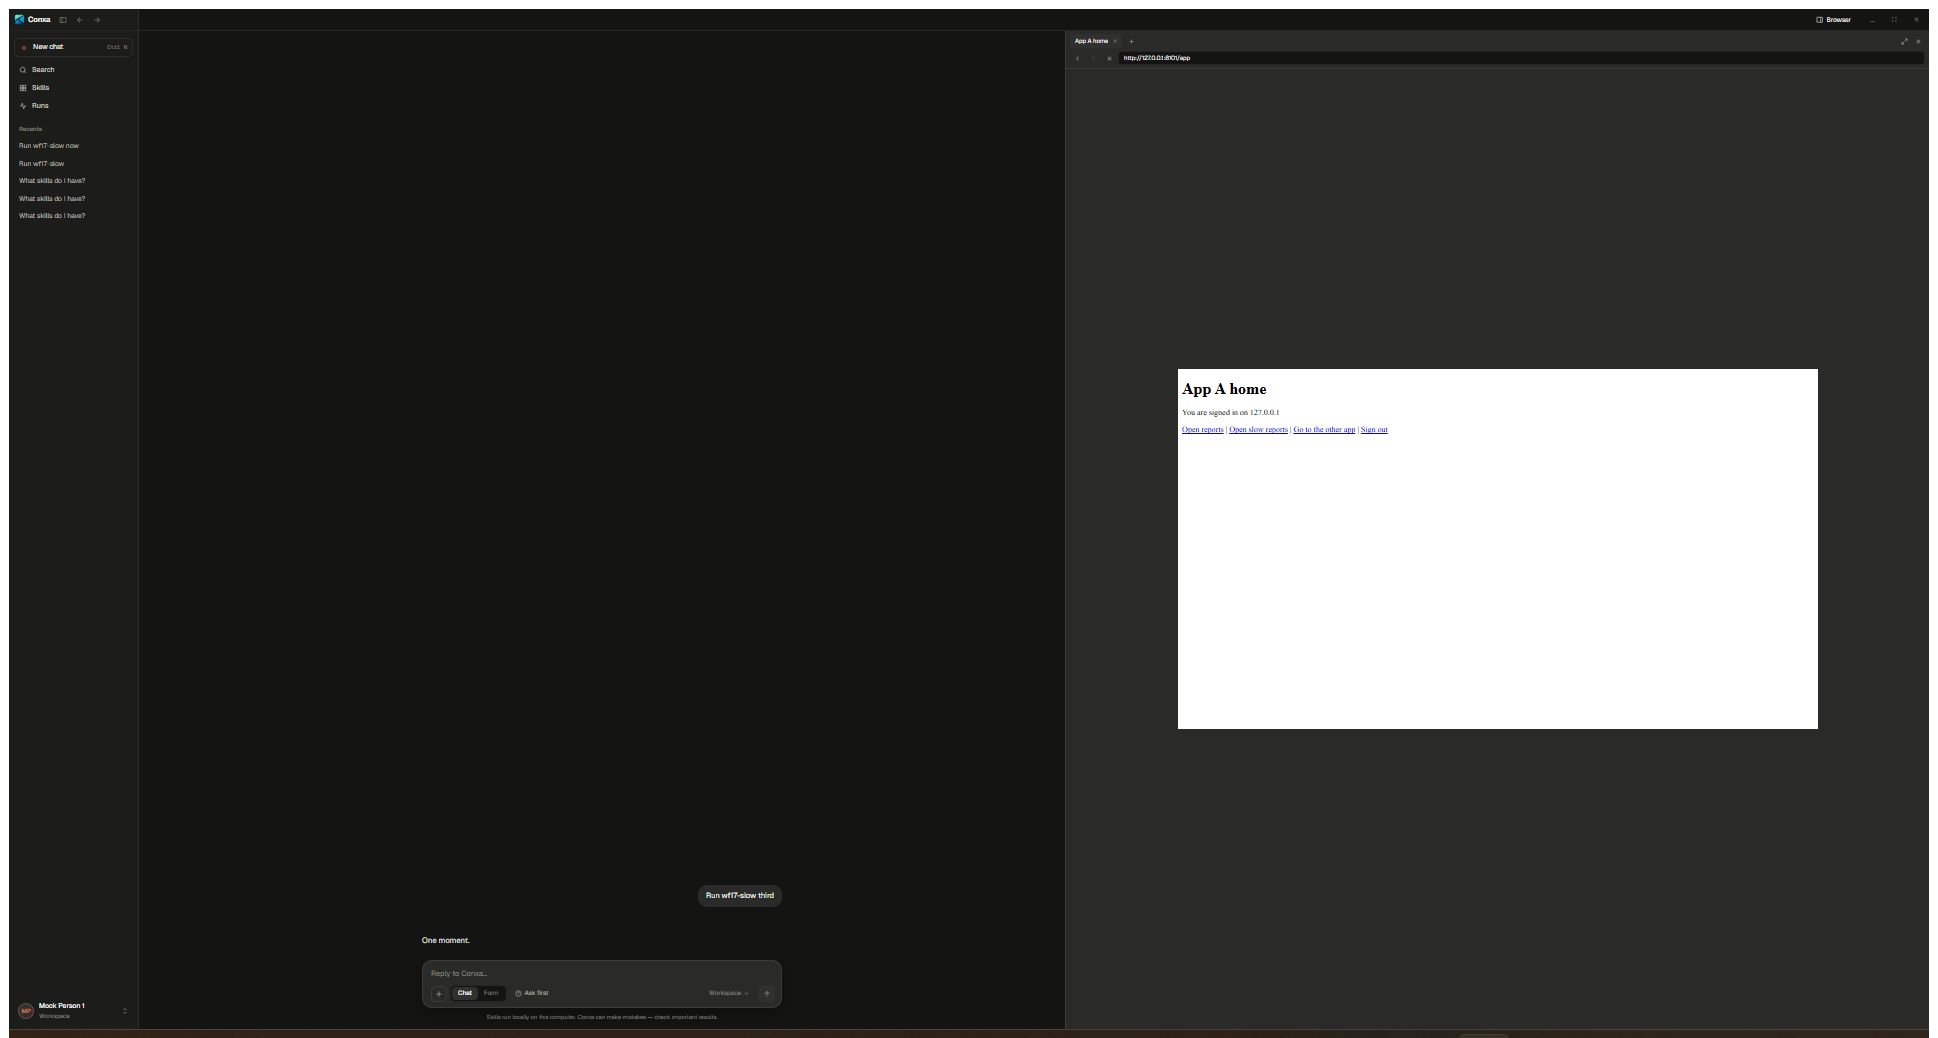 Conxa
Browser
New chat
Ctrl N
Search
Skills
Runs
Recents
Run wf17-slow now
Run wf17-slow
What skills do I have?
What skills do I have?
What skills do I have?
Mock Person 1
MP
Workspace
Run wf17-slow third
One moment.
Reply to Conxa...
Chat
Form
Ask first
Workspace
Skills run locally on this computer. Conxa can make mistakes — check important results.
App A home
http://127.0.0.1:8101/app
App A home
You are signed in on 127.0.0.1
Open reports | Open slow reports | Go to the other app | Sign out